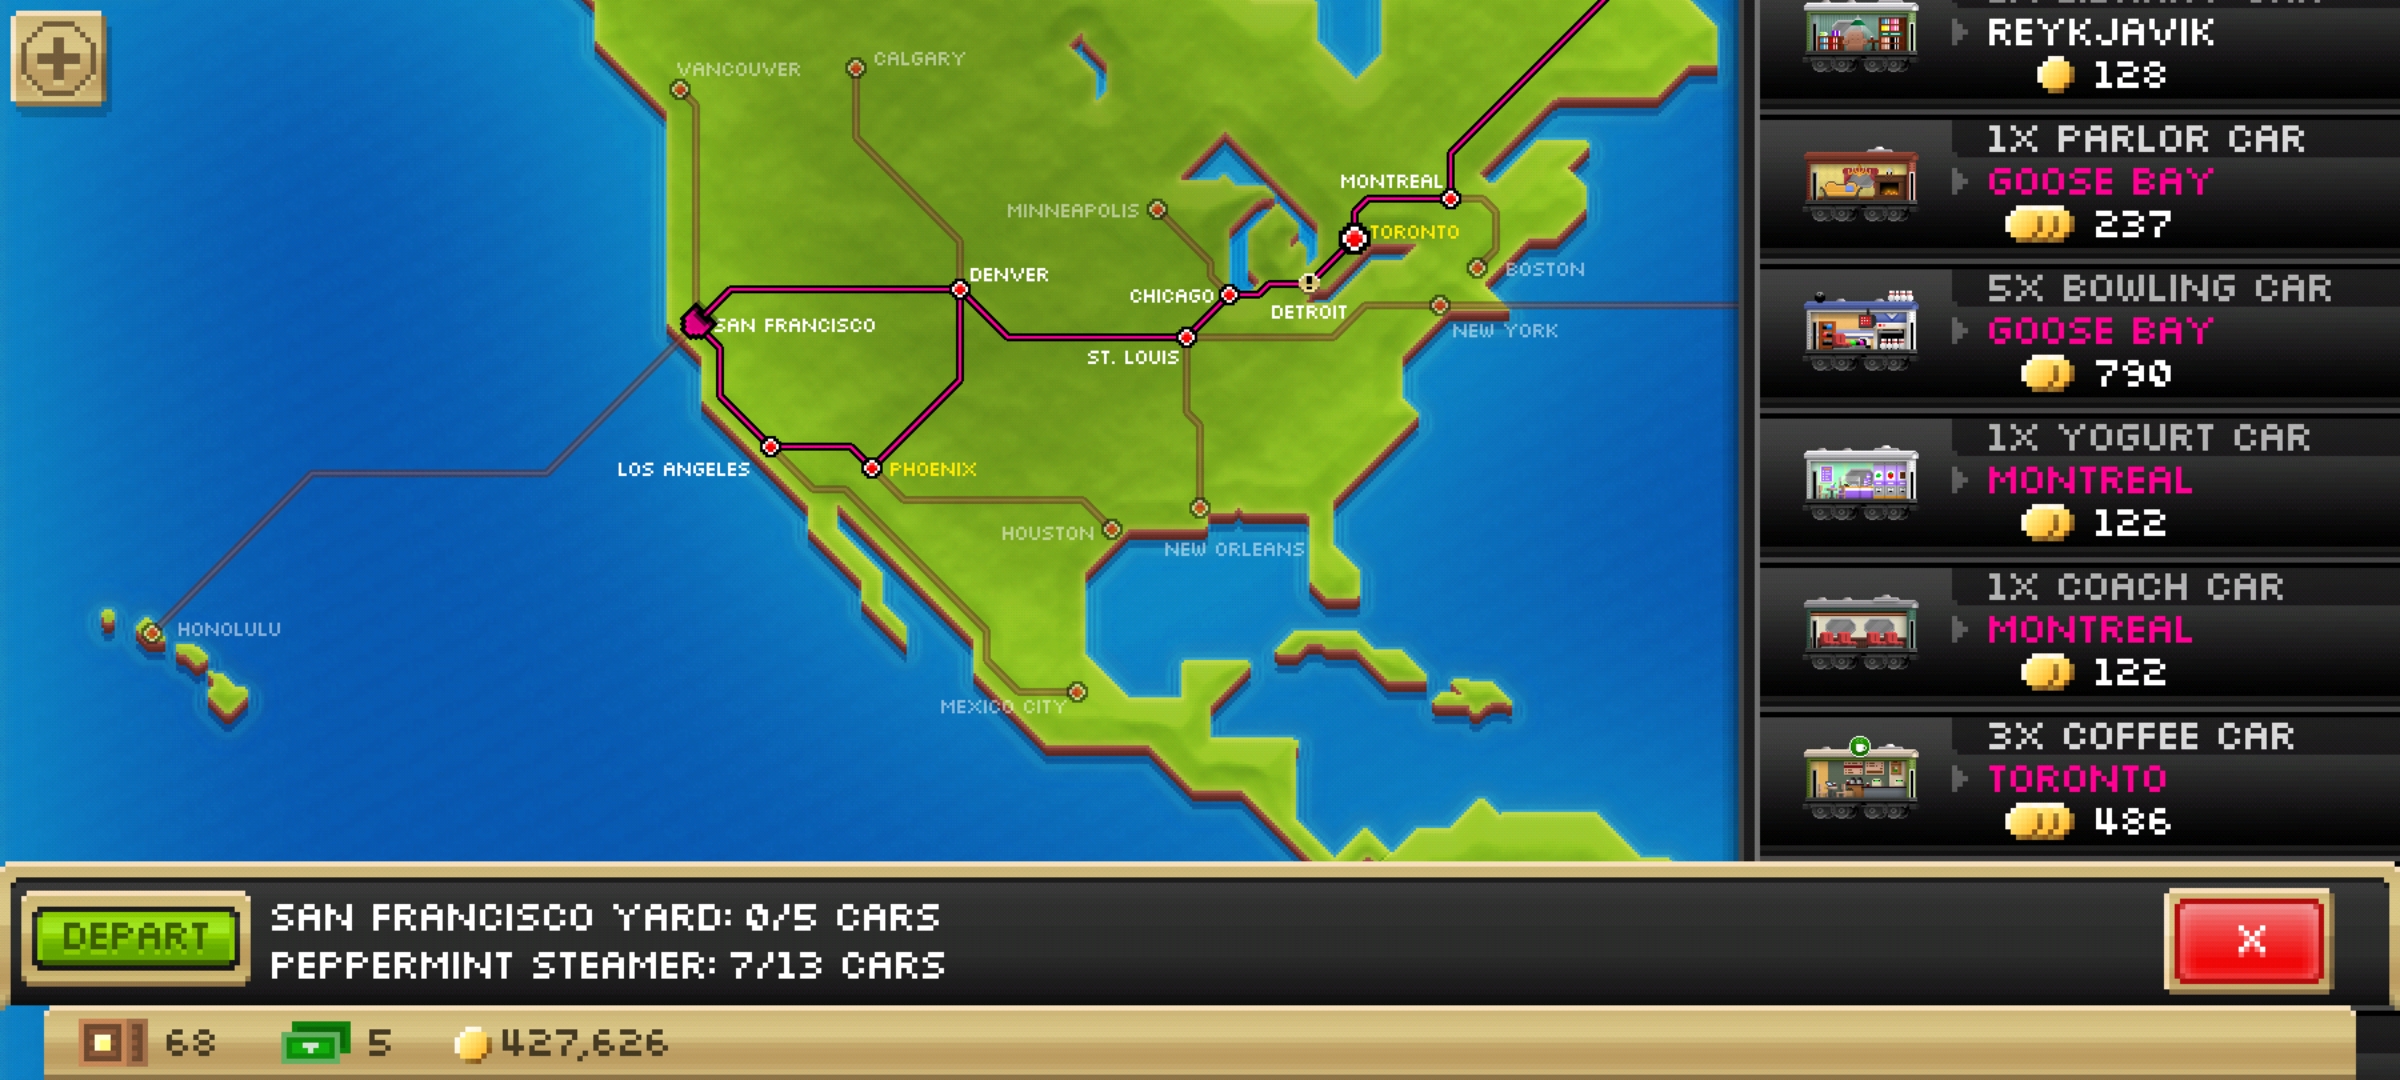 VANCOUVER
CALGARY
MINNEAPOLIS
MONTREAL
TORONTO
BOSTON
DENVER
CHICAGO
DETROIT
SAN FRANCISCO
NEW YORK
ST. LOUIS
LOS ANGELES
PHOENIX
HOUSTON
NEW ORLEANS
HONOLULU
MEXICO CITY
REYKJAVIK
128
1X PARLOR CAR
GOOSE BAY
237
5X BOWLING CAR
GOOSE BAY
790
1X YOGURT CAR
MONTREAL
122
1X COACH CAR
MONTREAL
122
3X COFFEE CAR
TORONTO
486
DEPART
SAN FRANCISCO YARD: 0/5 CARS
PEPPERMINT STEAMER: 7/13 CARS
X
68
5
427,626